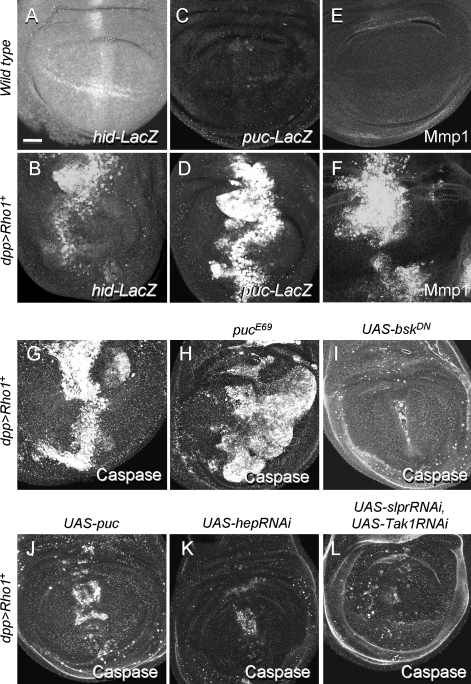 Wild type
A
hid-LacZ
C
puc-LacZ
E
Mmp1
dpp>Rho1+
B
hid-LacZ
D
puc-LacZ
F
Mmp1
pucE69
UAS-bskDN
dpp>Rho1+
G
Caspase
H
Caspase
I
Caspase
UAS-puc
UAS-hepRNAi
UAS-slprRNAi,
UAS-Tak1RNAi
dpp>Rho1+
J
Caspase
K
Caspase
L
Caspase